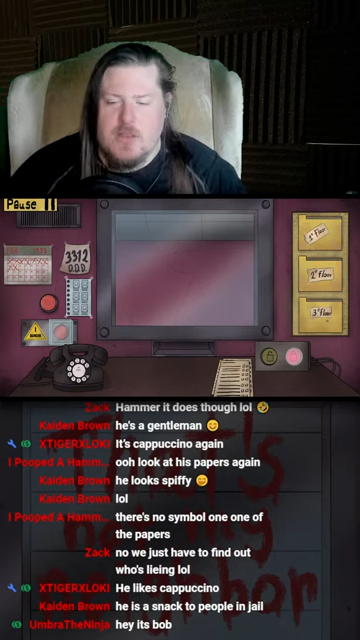 Pause
3312
D.D.D.
1° Floor
2° Floor
3° Floor
Zack Hammer it does though lol 🤣
Kaiden Brown he's a gentleman 😊
XTIGERXLOKI It's cappuccino again
I Pooped A Hamm... ooh look at his papers again
Kaiden Brown he looks spiffy 😊
Kaiden Brown lol
I Pooped A Hamm... there's no symbol one one of
the papers
Zack no we just have to find out
who's lieing lol
XTIGERXLOKI He likes cappuccino
Kaiden Brown he is a snack to people in jail
UmbraTheNinja hey its bob